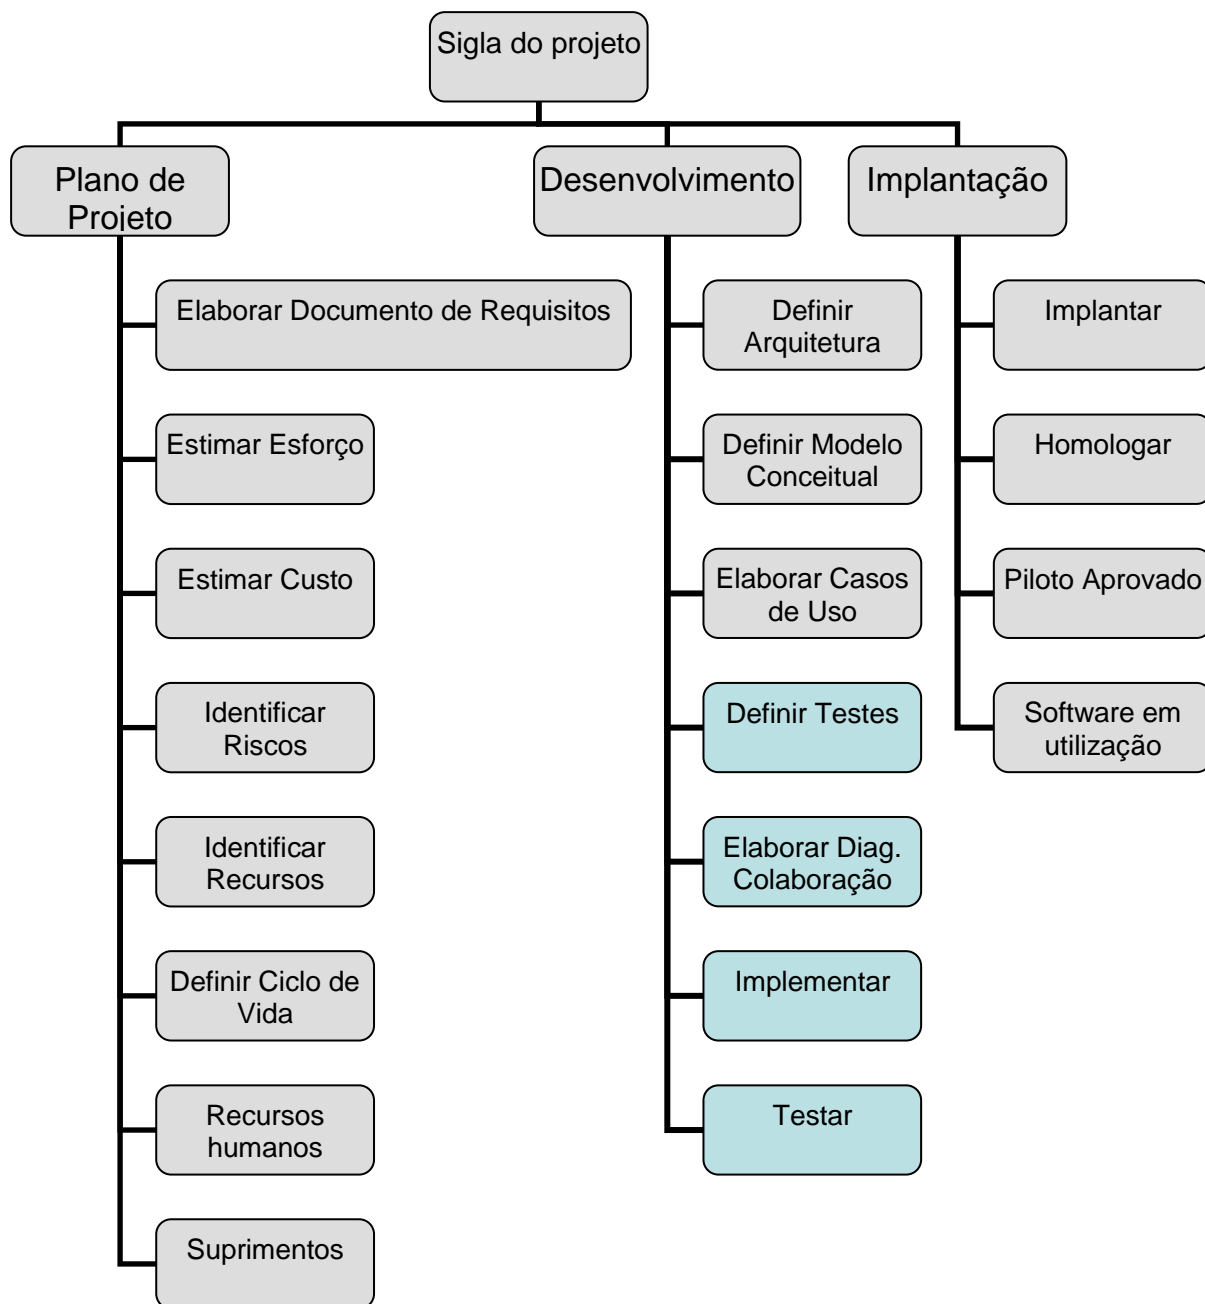 Sigla do projeto
Plano de
Projeto
Desenvolvimento
Implantação
Elaborar Documento de Requisitos
Estimar Esforço
Estimar Custo
Identificar
Riscos
Identificar
Recursos
Definir Ciclo de
Vida
Recursos
humanos
Suprimentos
Definir
Arquitetura
Definir Modelo
Conceitual
Elaborar Casos
de Uso
Definir Testes
Elaborar Diag.
Colaboração
Implementar
Testar
Implantar
Homologar
Piloto Aprovado
Software em
utilização